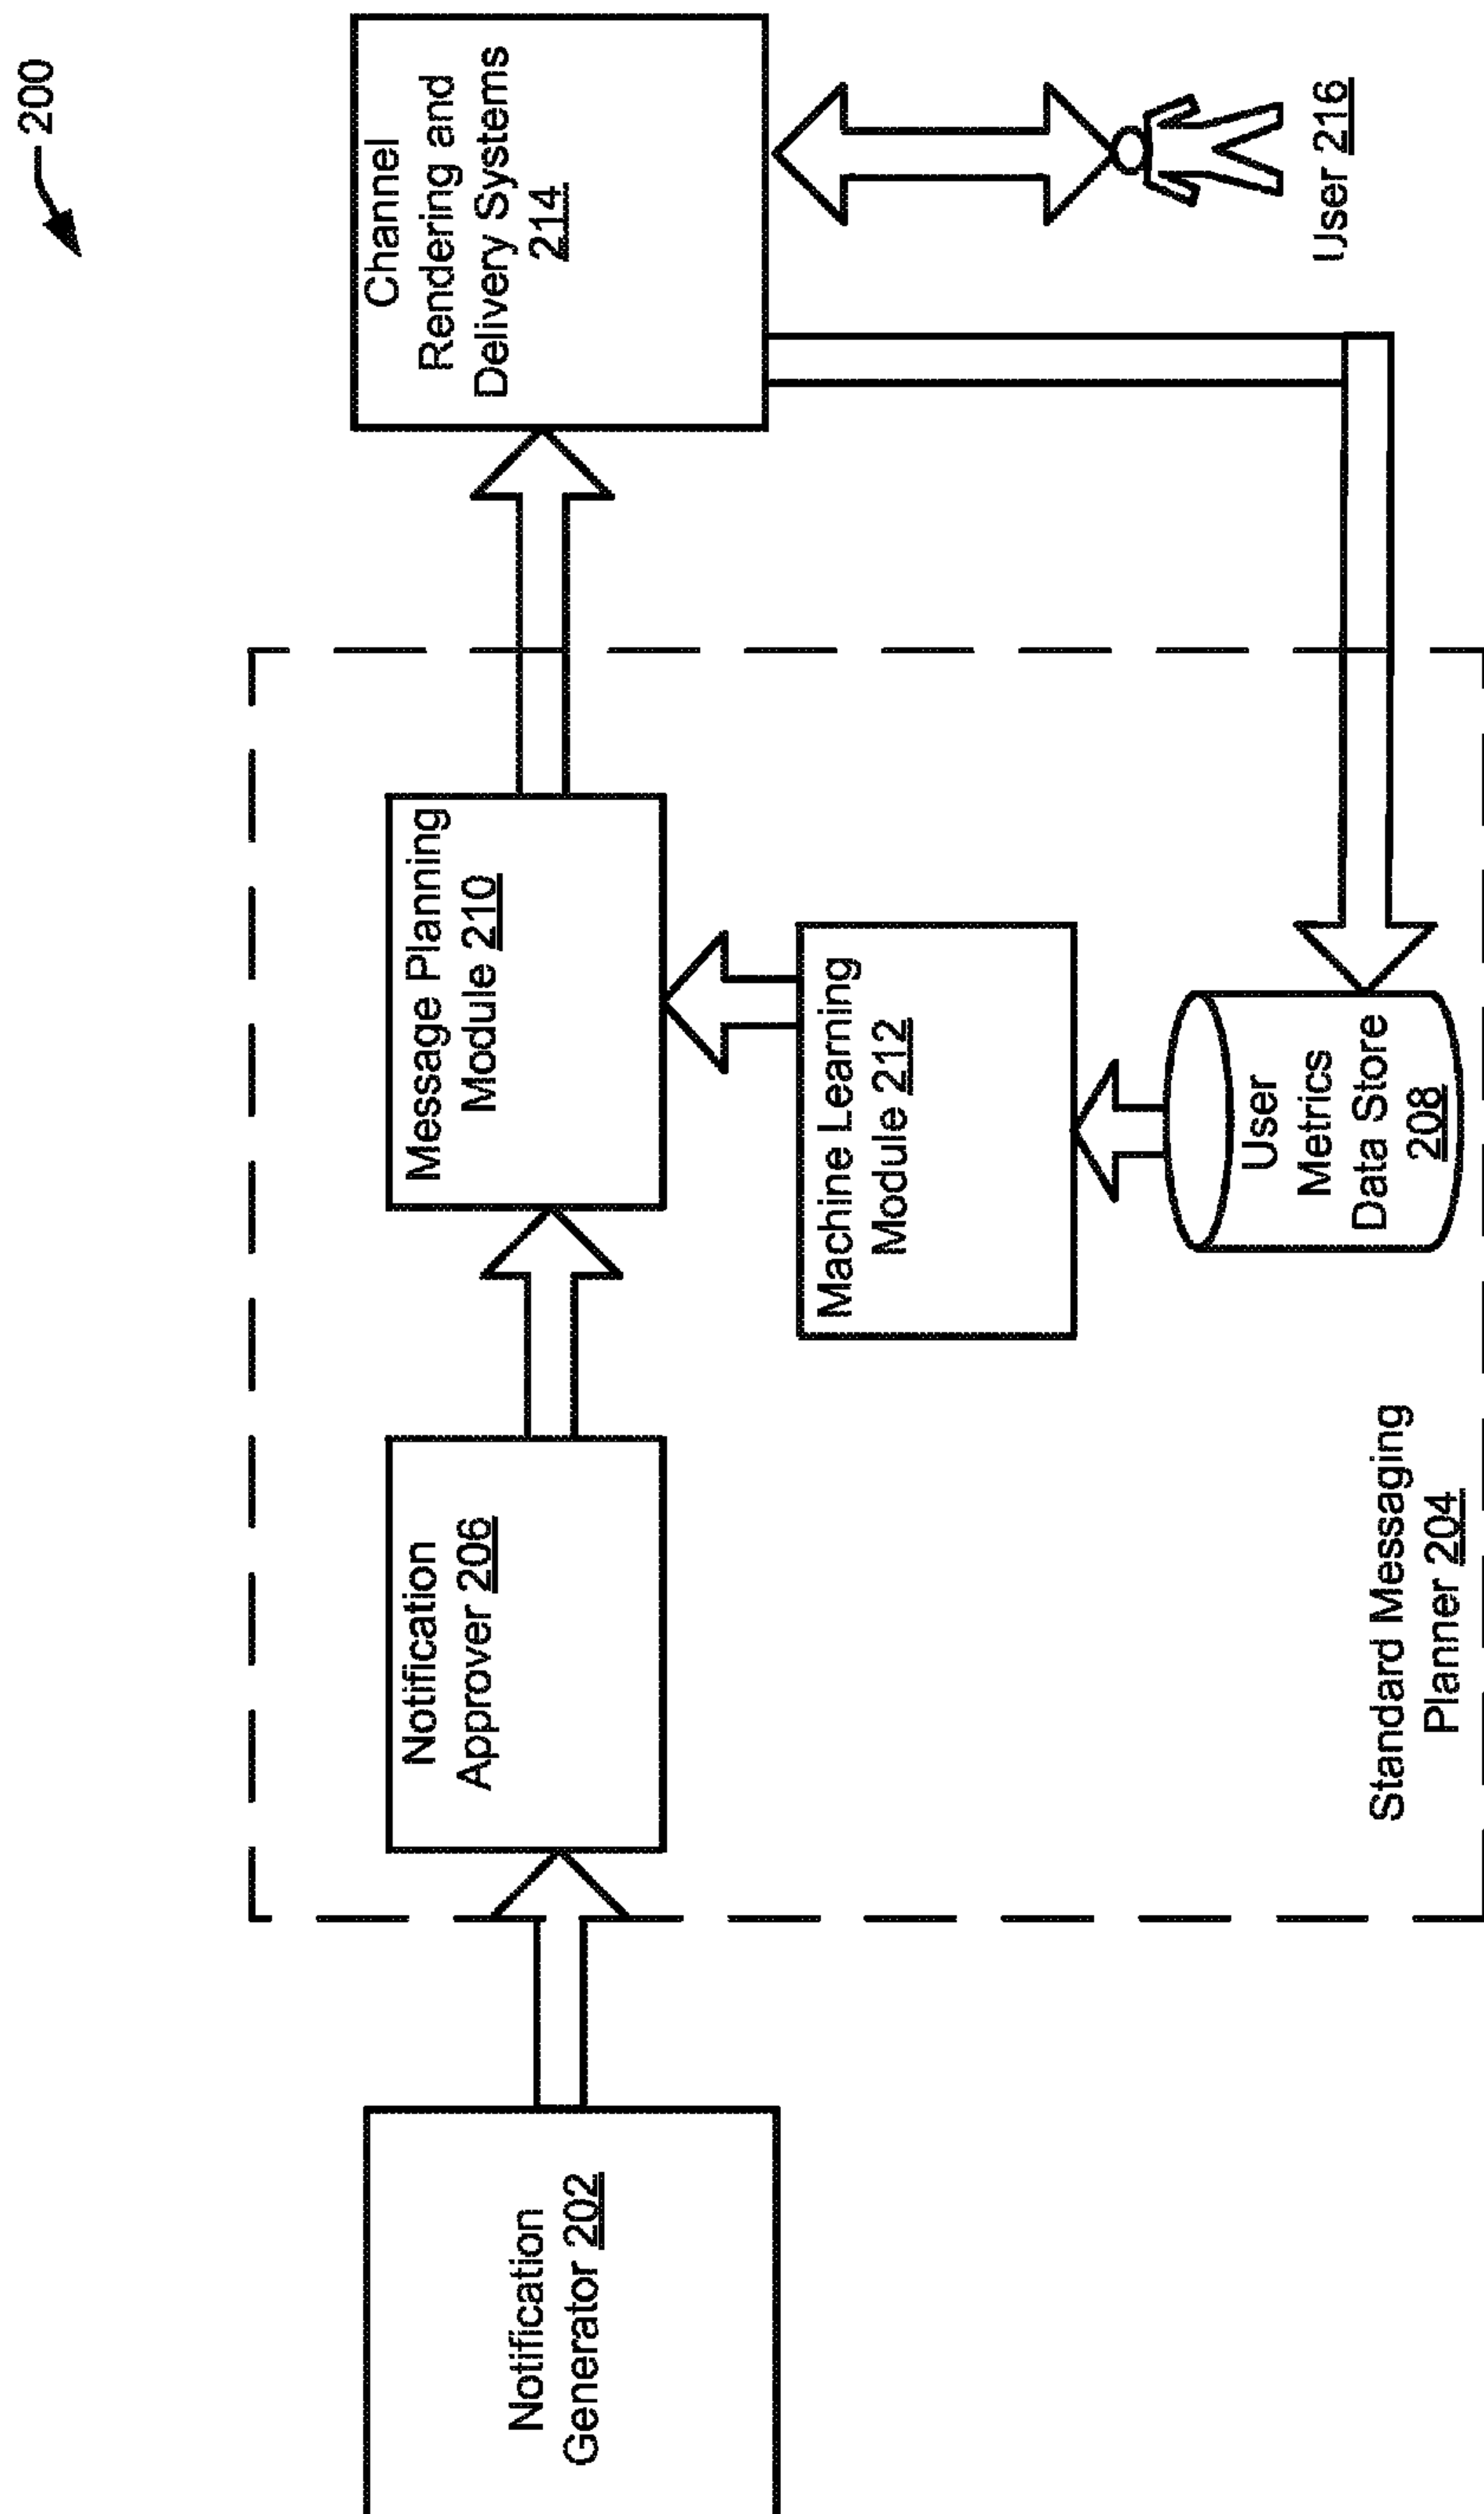 200
Notification
Generator 202
Notification
Approver 206
Message Planning
Module 210
Channel
Rendering and
Delivery Systems
214
Machine Learning
Module 212
User
Metrics
Data Store
208
User 216
Standard Messaging
Planner 204